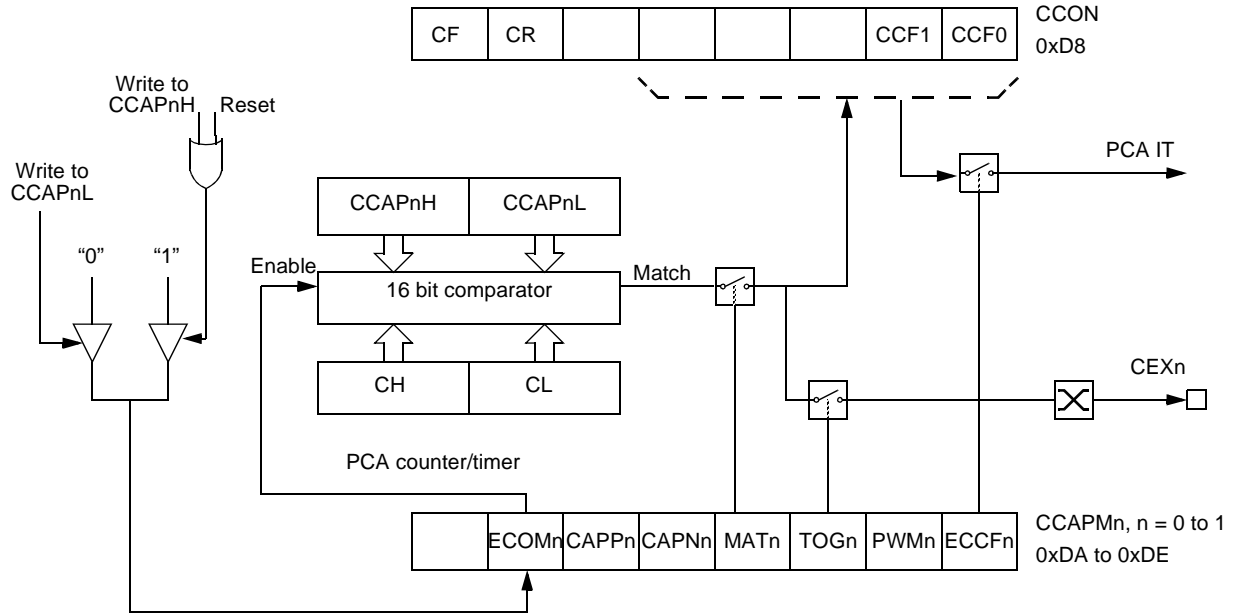 CF CR CCF1 CCF0 CCON
0xD8
Write to
CCAPnH Reset
Write to
CCAPnL
PCA IT
CCAPnH CCAPnL
“0” “1” Enable
16 bit comparator
Match
CH CL
CEXn
PCA counter/timer
ECOMn CAPPn CAPNn MATn TOGn PWMn ECCFn
CCAPMn, n = 0 to 1
0xDA to 0xDE